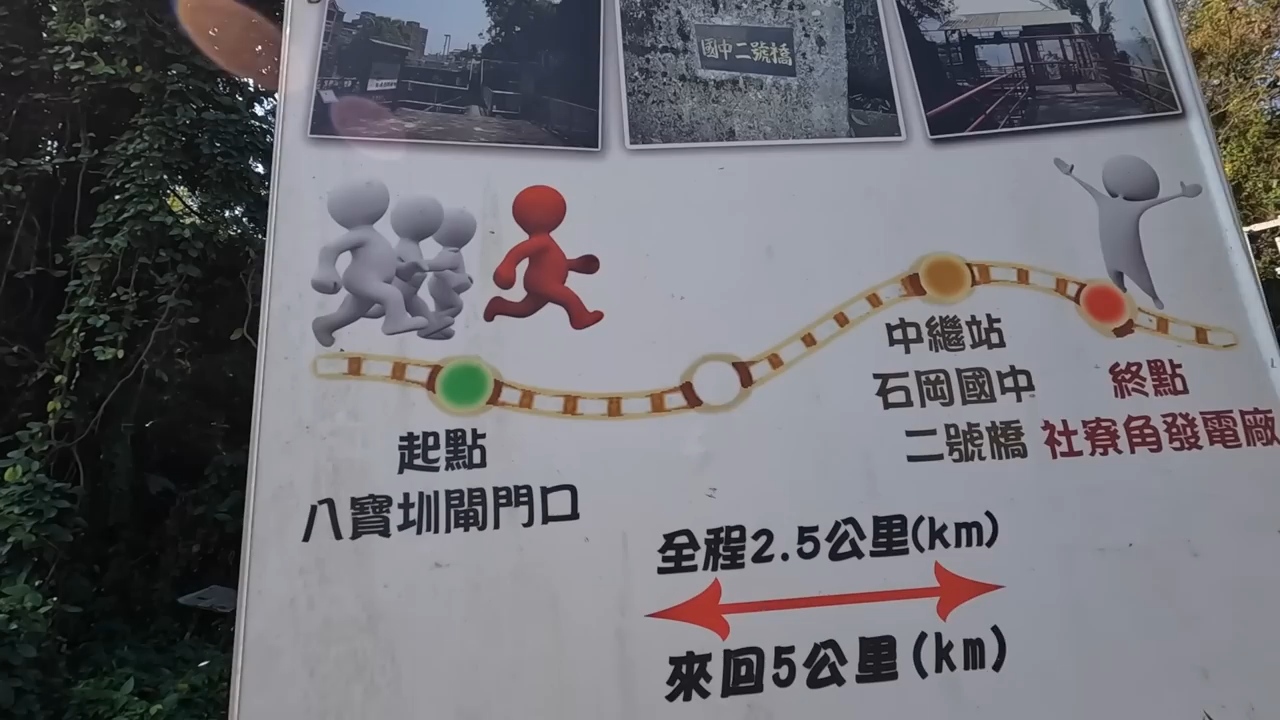 國中二號橋
起點
八寶圳閘門口
中繼站
石岡國中
二號橋
終點
社寮角發電廠
全程2.5公里(km)
來回5公里(km)